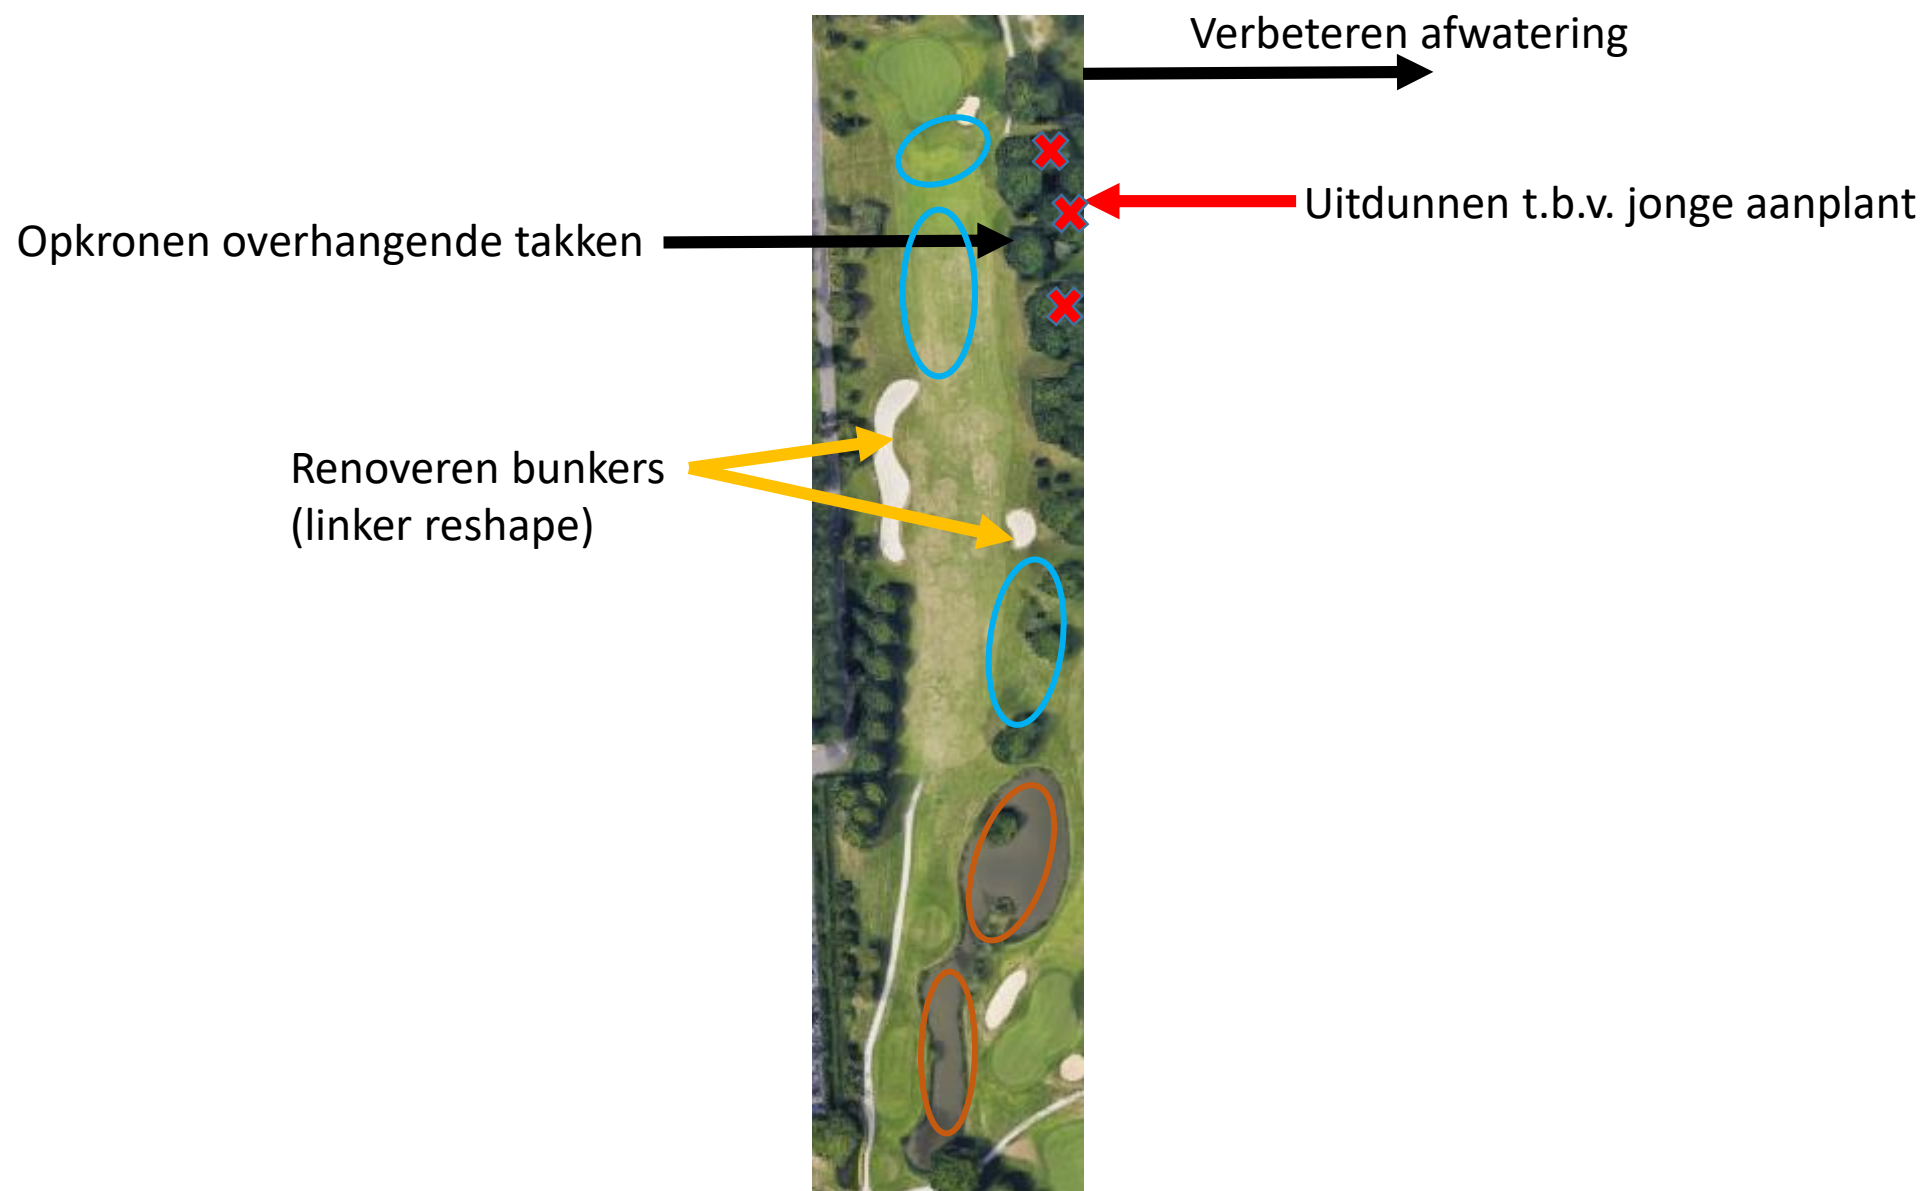 Verbeteren afwatering
Uitdunnen t.b.v. jonge aanplant
Opkronen overhangende takken
Renoveren bunkers
(linker reshape)